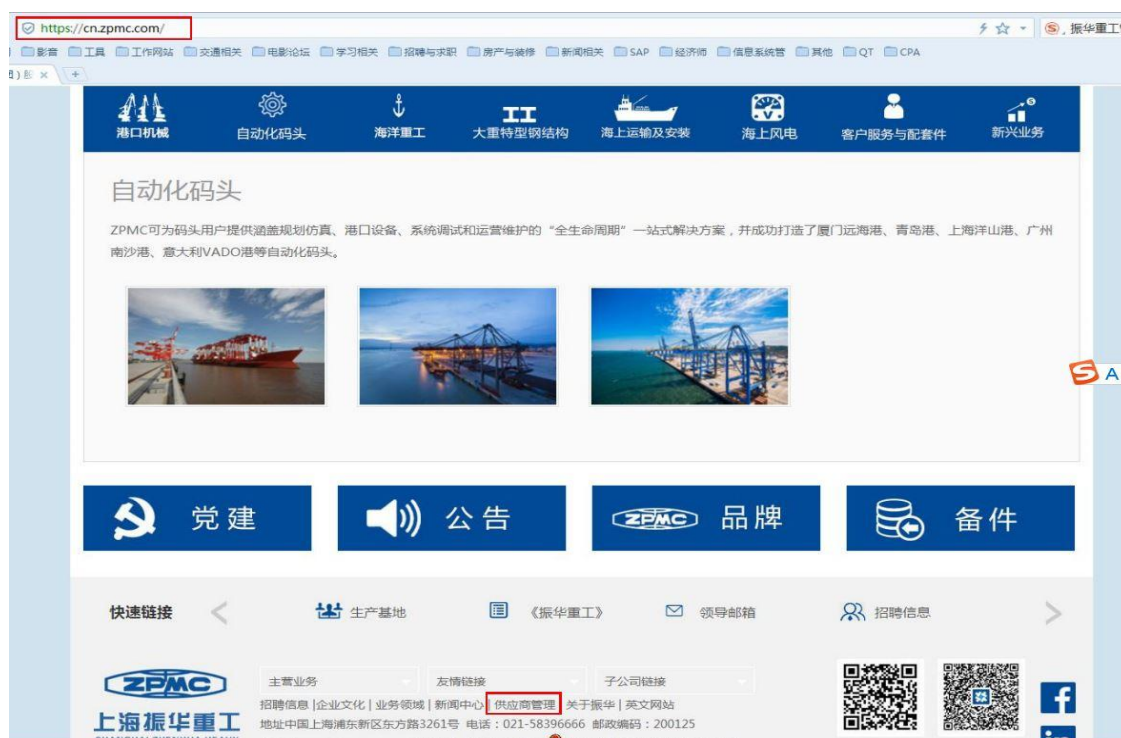 https://cn.zpmc.com/
振华重工
影音 工具 工作网站 交通相关 电影论坛 学习相关 招聘与求职 房产与装修 新闻相关 SAP 经济师 信息系统管 其他 QT CPA
港口机械 自动化码头 海洋重工 大重特型钢结构 海上运输及安装 海上风电 客户服务与配套件 新兴业务
自动化码头
ZPMC可为码头用户提供涵盖规划仿真、港口设备、系统调试和运营维护的“全生命周期”一站式解决方案，并成功打造了厦门远海港、青岛港、上海洋山港、广州
南沙港、意大利VADO港等自动化码头。
A
党建 公告 ZPMC 品牌 备件
快速链接 生产基地 《振华重工》 领导邮箱 招聘信息
ZPMC
主营业务 友情链接 子公司链接
招聘信息|企业文化|业务领域|新闻中心|供应商管理|关于振华|英文网站
上海振华重工
地址中国上海浦东新区东方路3261号 电话：021-58396666 邮政编码：200125